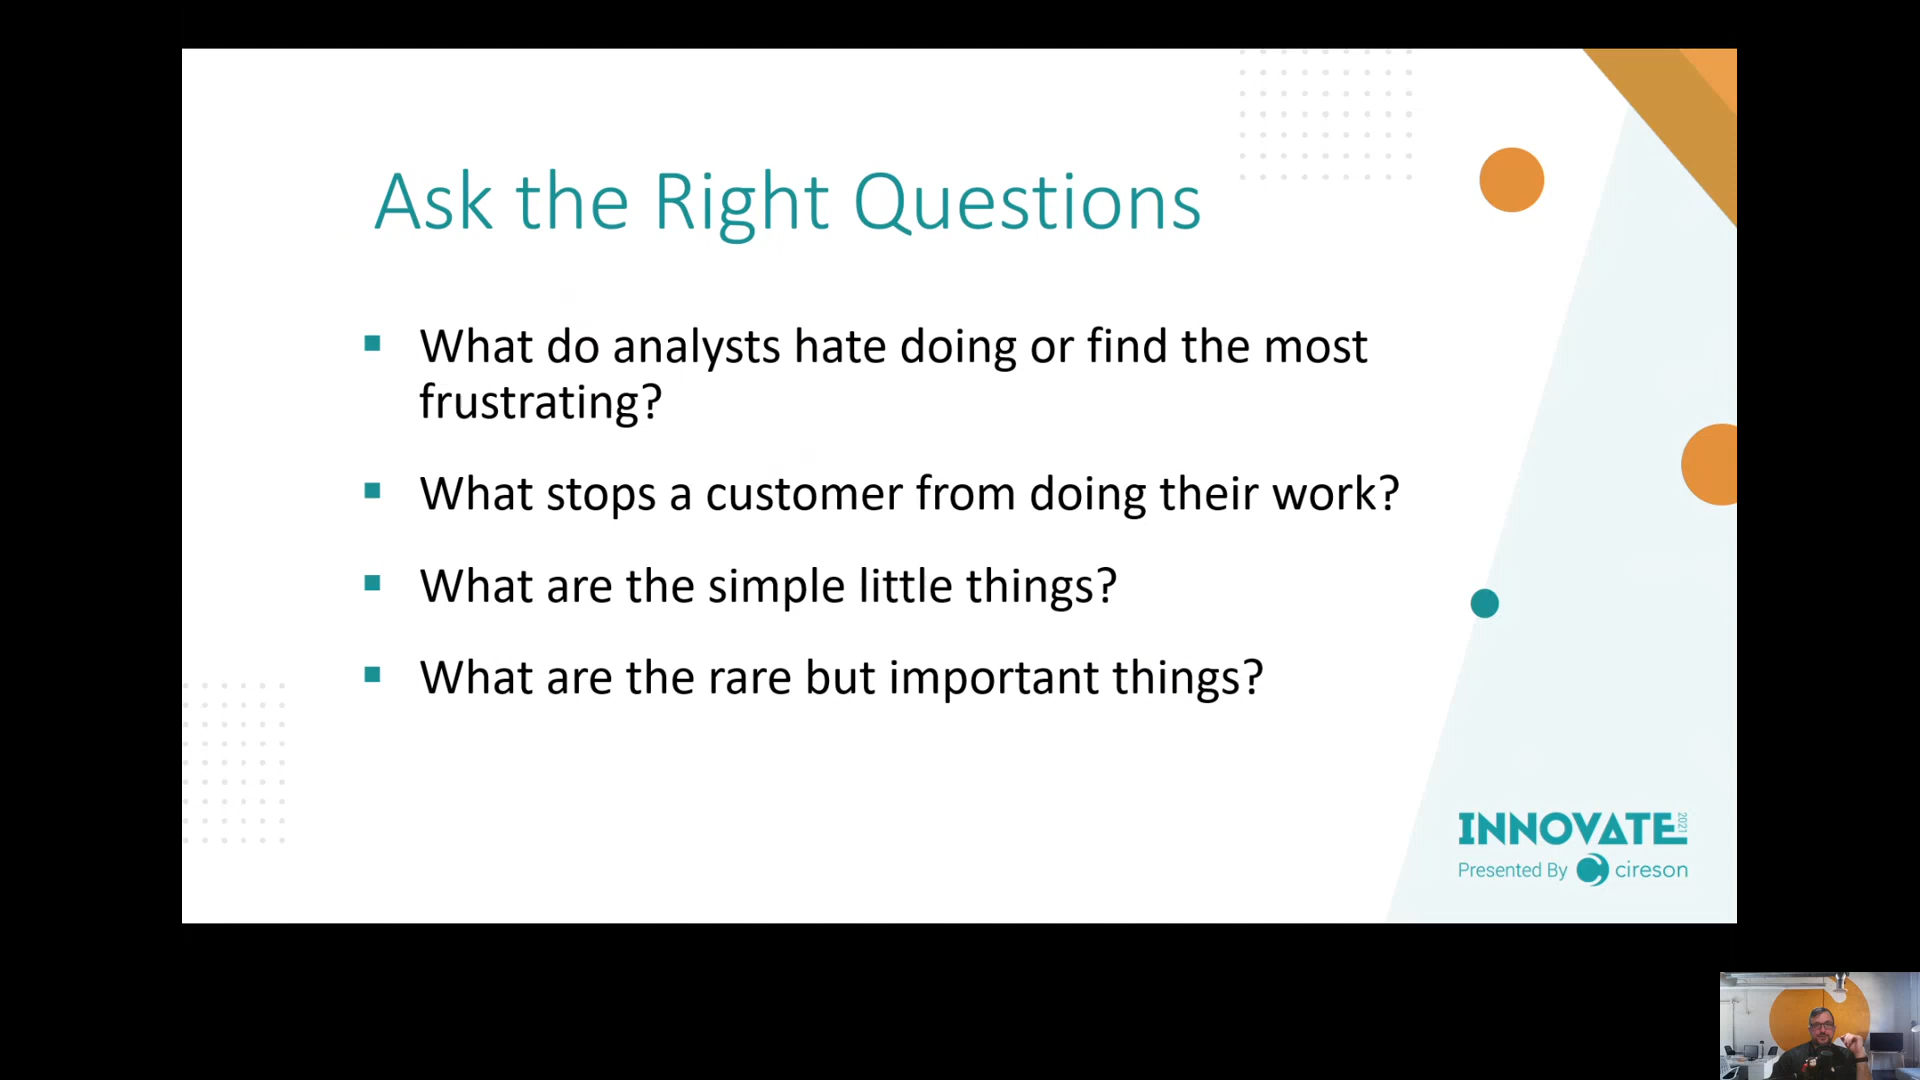 Ask the Right Questions
What do analysts hate doing or find the most
frustrating?
What stops a customer from doing their work?
What are the simple little things?
What are the rare but important things?
INNOVATE 2021
Presented By cireson